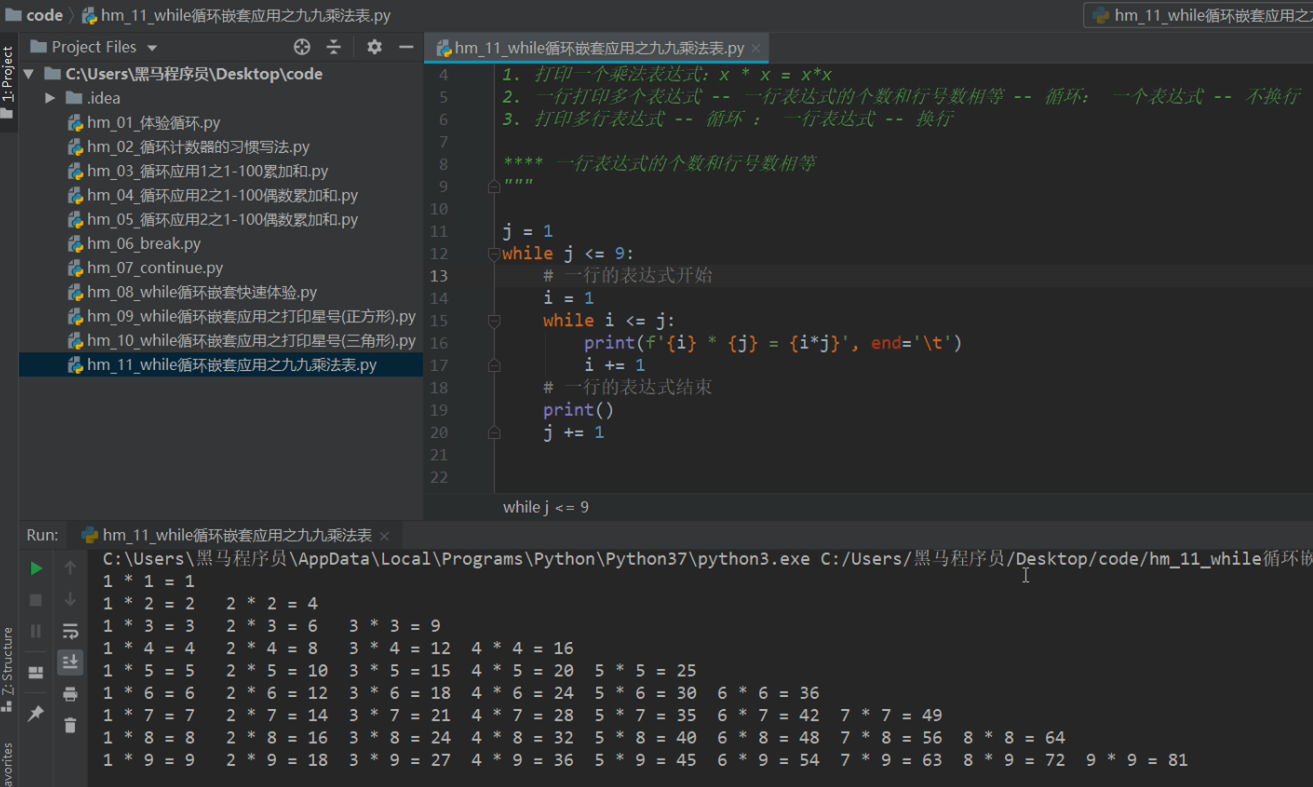 code 〉 hm_11_while循环嵌套应用之九九乘法表.py
hm_11_while循环嵌套应用之
1: Project
Project Files
C:\Users\黑马程序员\Desktop\code
.idea
hm_01_体验循环.py
hm_02_循环计数器的习惯写法.py
hm_03_循环应用1之1-100累加和.py
hm_04_循环应用2之1-100偶数累加和.py
hm_05_循环应用2之1-100偶数累加和.py
hm_06_break.py
hm_07_continue.py
hm_08_while循环嵌套快速体验.py
hm_09_while循环嵌套应用之打印星号(正方形).py
hm_10_while循环嵌套应用之打印星号(三角形).py
hm_11_while循环嵌套应用之九九乘法表.py
hm_11_while循环嵌套应用之九九乘法表.py ×
4 1. 打印一个乘法表达式：x * x = x*x
5 2. 一行打印多个表达式 -- 一行表达式的个数和行号数相等 -- 循环： 一个表达式 -- 不换行
6 3. 打印多行表达式 -- 循环 ： 一行表达式 -- 换行
7
8 **** 一行表达式的个数和行号数相等
9 """
10
11 j = 1
12 while j <= 9:
13 # 一行的表达式开始
14 i = 1
15 while i <= j:
16 print(f'{i} * {j} = {i*j}', end='\t')
17 i += 1
18 # 一行的表达式结束
19 print()
20 j += 1
21
22
while j <= 9
Run: hm_11_while循环嵌套应用之九九乘法表 ×
C:\Users\黑马程序员\AppData\Local\Programs\Python\Python37\python3.exe C:/Users/黑马程序员/Desktop/code/hm_11_while循环嵌
1 * 1 = 1
1 * 2 = 2 2 * 2 = 4
1 * 3 = 3 2 * 3 = 6 3 * 3 = 9
1 * 4 = 4 2 * 4 = 8 3 * 4 = 12 4 * 4 = 16
1 * 5 = 5 2 * 5 = 10 3 * 5 = 15 4 * 5 = 20 5 * 5 = 25
1 * 6 = 6 2 * 6 = 12 3 * 6 = 18 4 * 6 = 24 5 * 6 = 30 6 * 6 = 36
1 * 7 = 7 2 * 7 = 14 3 * 7 = 21 4 * 7 = 28 5 * 7 = 35 6 * 7 = 42 7 * 7 = 49
1 * 8 = 8 2 * 8 = 16 3 * 8 = 24 4 * 8 = 32 5 * 8 = 40 6 * 8 = 48 7 * 8 = 56 8 * 8 = 64
1 * 9 = 9 2 * 9 = 18 3 * 9 = 27 4 * 9 = 36 5 * 9 = 45 6 * 9 = 54 7 * 9 = 63 8 * 9 = 72 9 * 9 = 81
Z: Structure
avorites